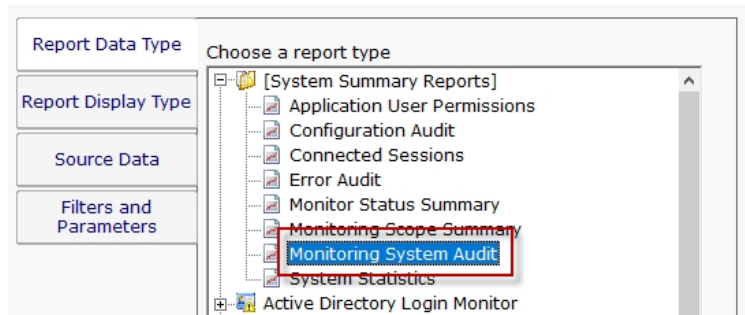 Report Data Type
Choose a report type
[System Summary Reports]
Report Display Type
Application User Permissions
Configuration Audit
Source Data
Connected Sessions
Error Audit
Filters and
Parameters
Monitor Status Summary
Monitoring Scope Summary
Monitoring System Audit
System Statistics
Active Directory Login Monitor